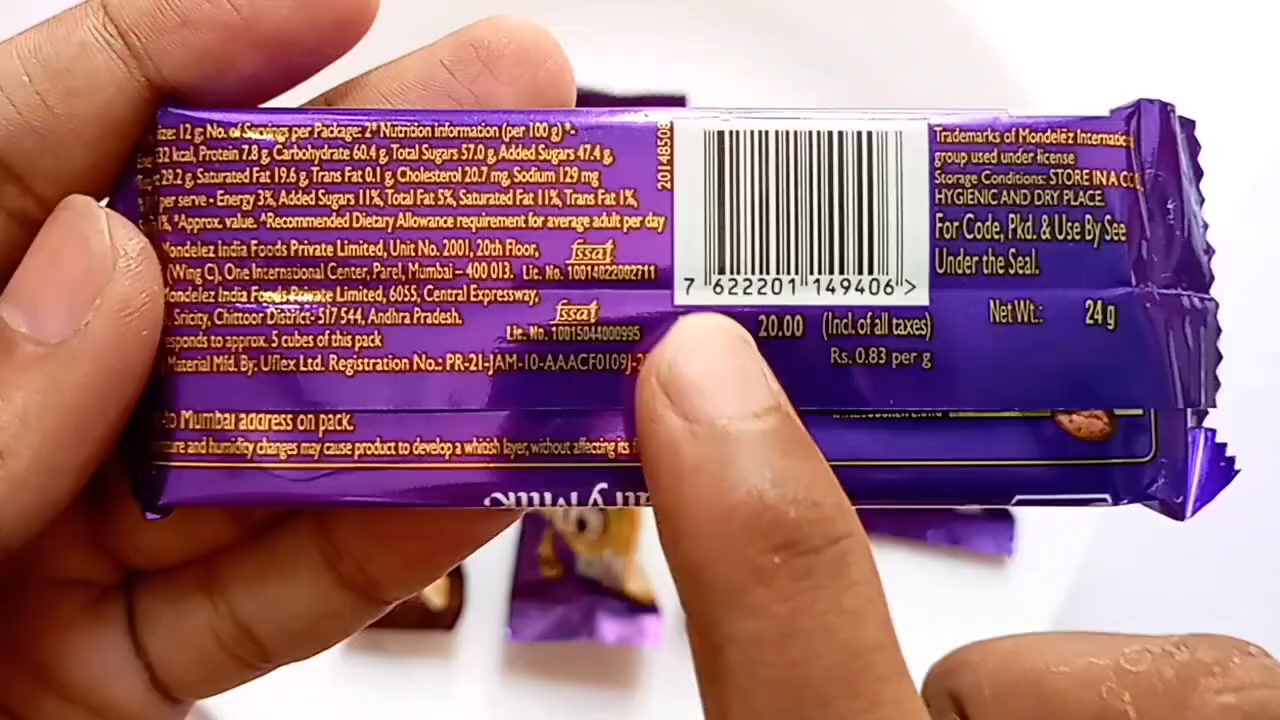 ize: 12 g; No. of Servings per Package: 2* Nutrition information (per 100 g) *-
32 kcal, Protein 7.8 g, Carbohydrate 60.4 g, Total Sugars 57.0 g, Added Sugars 47.4 g,
29.2 g, Saturated Fat 19.6 g, Trans Fat 0.1 g, Cholesterol 20.7 mg, Sodium 129 mg
per serve - Energy 3%, Added Sugars 11%, Total Fat 5%, Saturated Fat 11%, Trans Fat 1%,
1%, *Approx. value. ^Recommended Dietary Allowance requirement for average adult per day
ondelez India Foods Private Limited, Unit No. 2001, 20th Floor,
fssai
(Wing C), One International Center, Parel, Mumbai – 400 013. Lic. No. 10014022002711
ondelez India Foods Private Limited, 6055, Central Expressway,
fssai
Sricity, Chittoor District- 517 544, Andhra Pradesh.
Lic. No. 10015044000995
esponds to approx. 5 cubes of this pack
Material Mfd. By: Uflex Ltd. Registration No.: PR-21-JAM-10-AAACF0109J-2
to Mumbai address on pack.
ure and humidity changes may cause product to develop a whitish layer, without affecting its
20148508
7 622201 149406 >
20.00 (Incl. of all taxes)
Rs. 0.83 per g
Trademarks of Mondelēz Internatio
group used under license
Storage Conditions: STORE IN A CO
HYGIENIC AND DRY PLACE.
For Code, Pkd. & Use By See
Under the Seal.
Net Wt.: 24 g
airy Milk